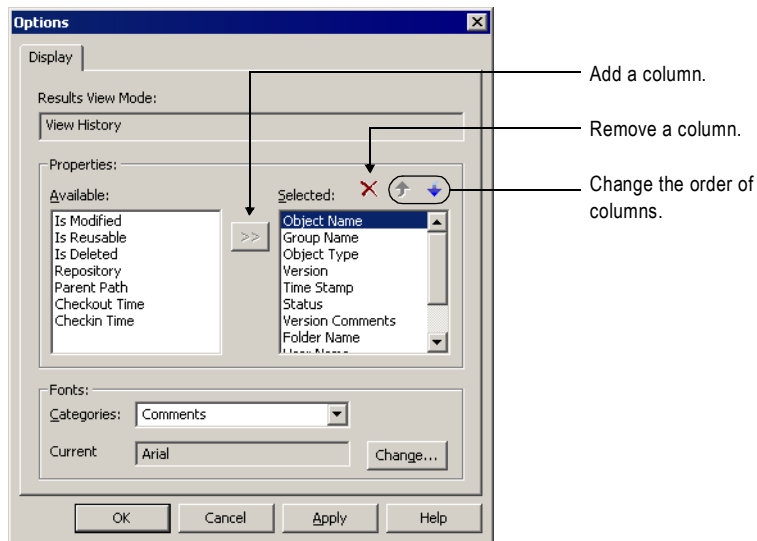 Options
Display
Add a column.
Results View Mode:
View History
Remove a column.
Properties:
Available:
Selected:
Change the order of
columns.
Is Modified
Is Reusable
Is Deleted
Repository
Parent Path
Checkout Time
Checkin Time
>>
Object Name
Group Name
Object Type
Version
Time Stamp
Status
Version Comments
Folder Name
Fonts:
Categories:
Comments
Current
Arial
Change...
OK
Cancel
Apply
Help